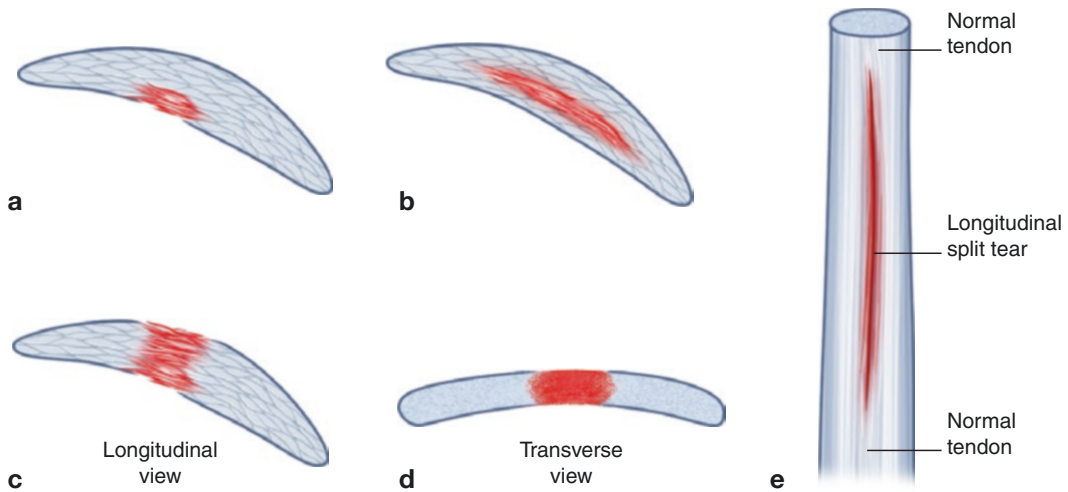 a
b
Longitudinal
view
c
Transverse
view
d
Normal
tendon
Longitudinal
split tear
Normal
tendon
e